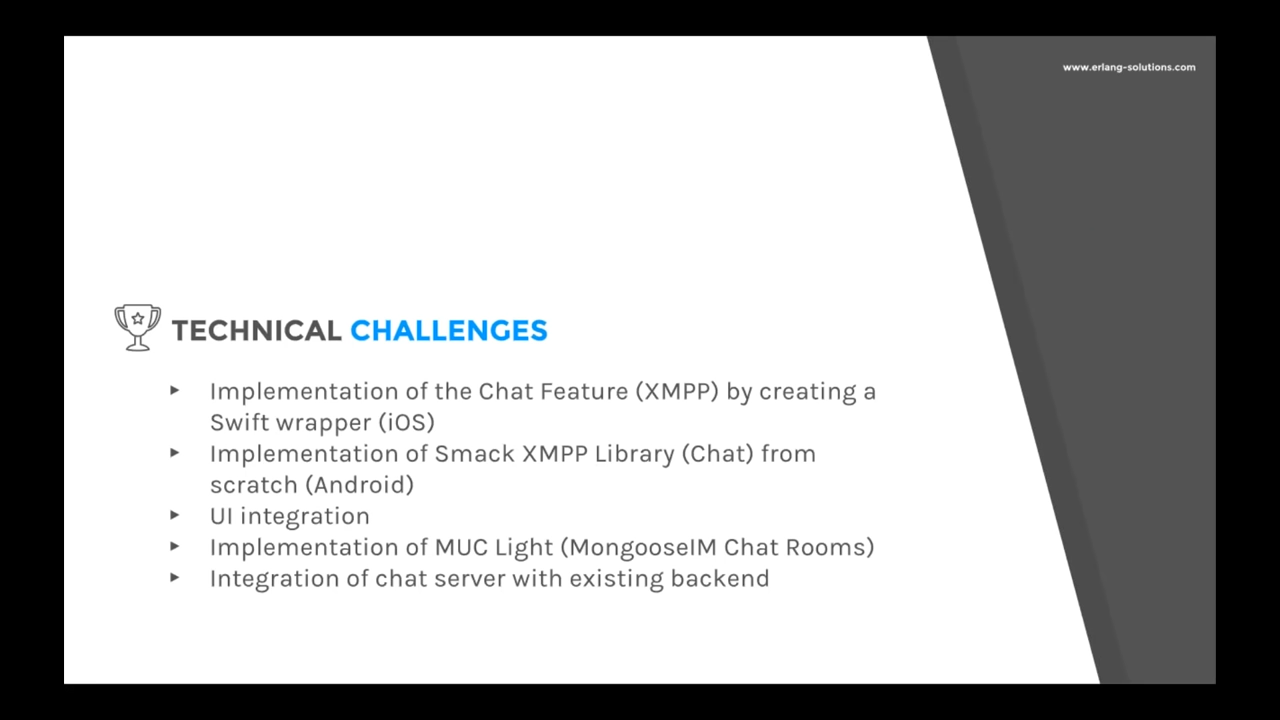 www.erlang-solutions.com
TECHNICAL CHALLENGES
Implementation of the Chat Feature (XMPP) by creating a
Swift wrapper (iOS)
Implementation of Smack XMPP Library (Chat) from
scratch (Android)
UI integration
Implementation of MUC Light (MongooseIM Chat Rooms)
Integration of chat server with existing backend